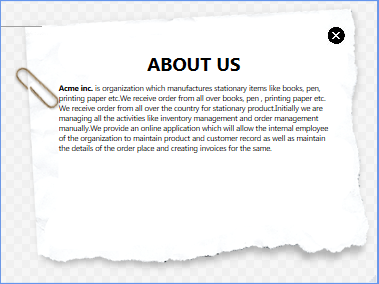 ABOUT US
Acme inc. is organization which manufactures stationary items like books, pen,
printing paper etc.We receive order from all over books, pen , printing paper etc.
We receive order from all over the country for stationary product.Initially we are
managing all the activities like inventory management and order management
manually.We provide an online application which will allow the internal employee
of the organization to maintain product and customer record as well as maintain
the details of the order place and creating invoices for the same.